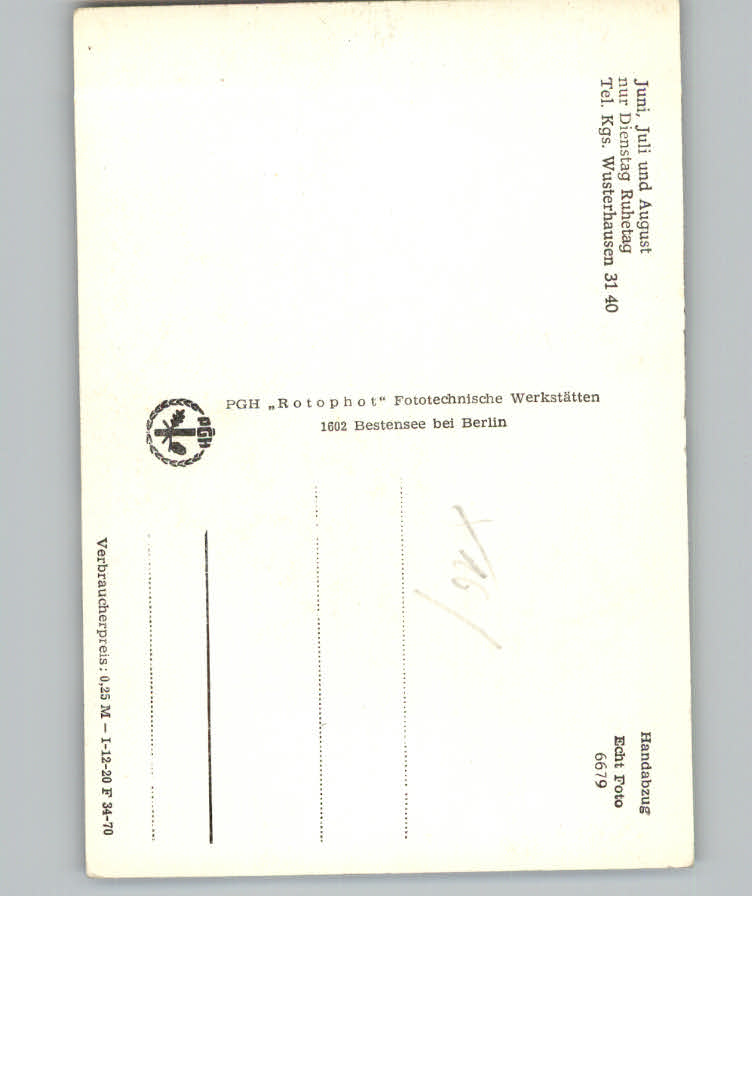 Juni, Juli und August
nur Dienstag Ruhetag
Tel. Kgs. Wusterhausen 31 40
Handabzug
Echt Foto
6679
PGH „Rotophot“ Fototechnische Werkstätten
1602 Bestensee bei Berlin
PGH
Verbraucherpreis: 0,25 M — I-12-20 F 34-70